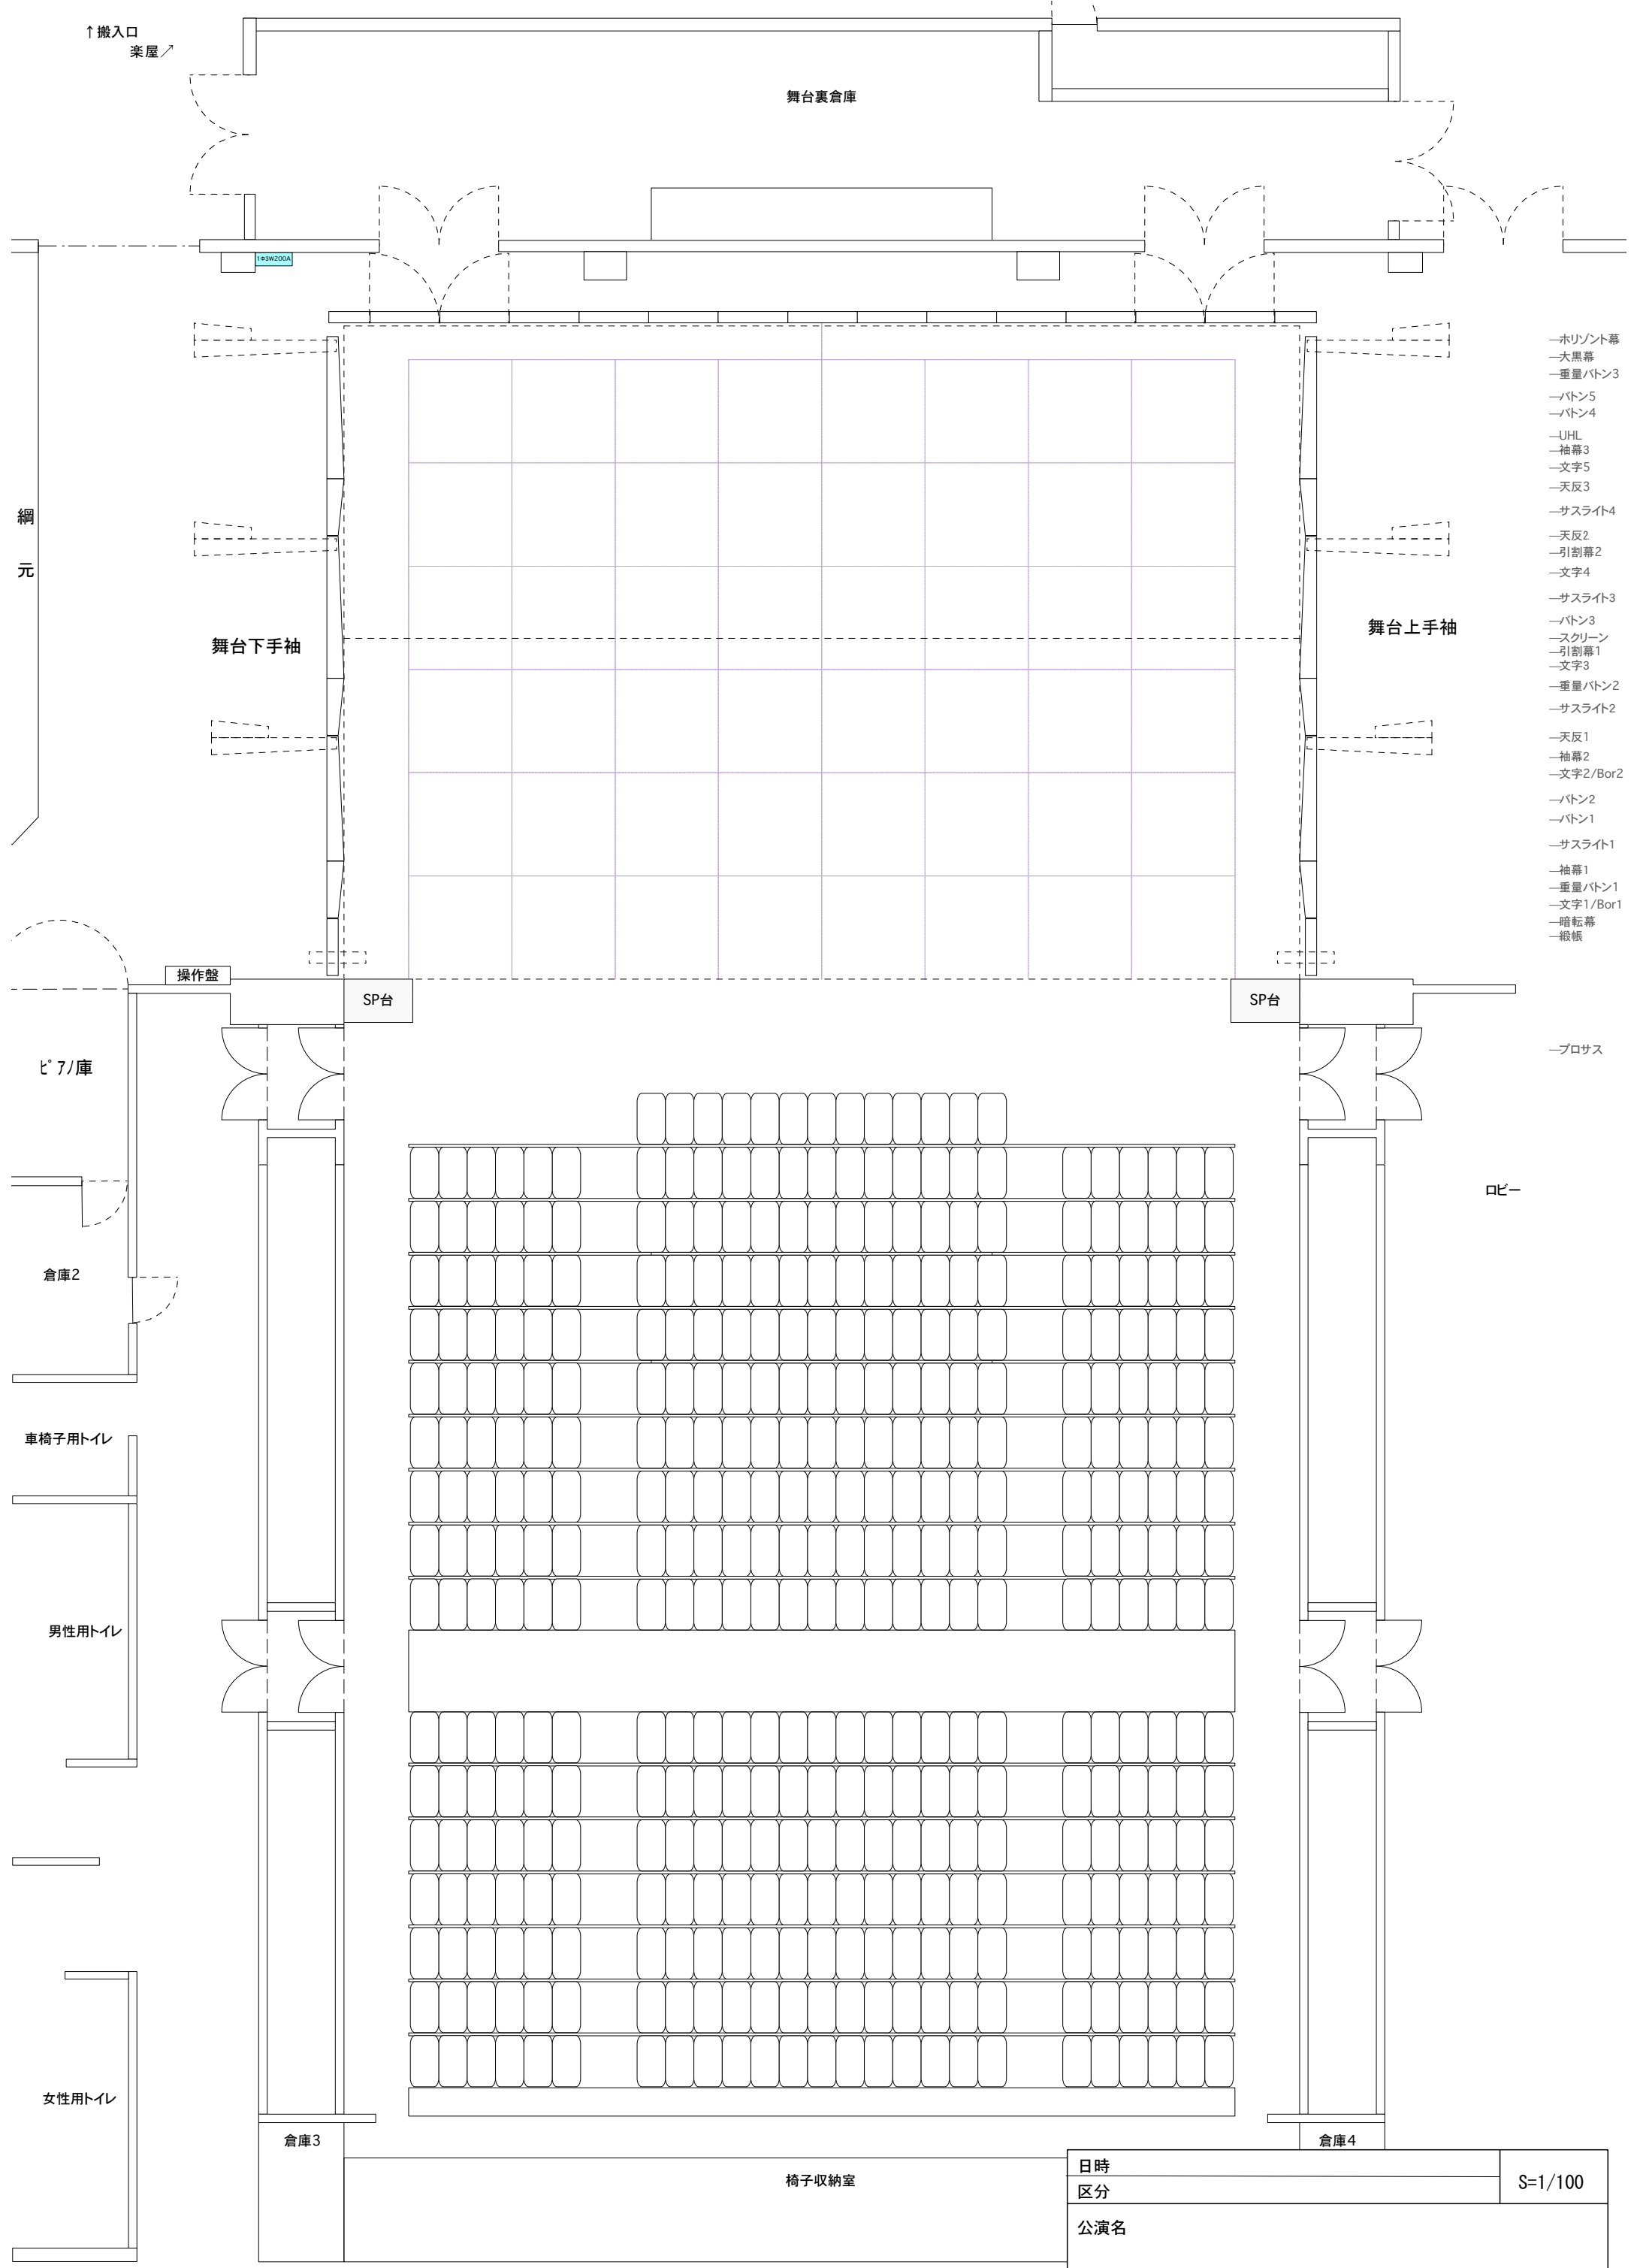 ↑搬入口
楽屋↗
舞台裏倉庫
1Φ3W200A
ホリゾント幕
大黒幕
重量バトン3
バトン5
バトン4
UHL
袖幕3
文字5
天反3
サスライト4
天反2
引割幕2
文字4
サスライト3
バトン3
スクリーン
引割幕1
文字3
重量バトン2
サスライト2
天反1
袖幕2
文字2/Bor2
バトン2
バトン1
サスライト1
袖幕1
重量バトン1
文字1/Bor1
暗転幕
緞帳
綱
元
舞台下手袖
舞台上手袖
操作盤
SP台
SP台
ピアノ庫
プロサス
ロビー
倉庫2
車椅子用トイレ
男性用トイレ
女性用トイレ
倉庫3
倉庫4
椅子収納室
日時
S=1/100
区分
公演名